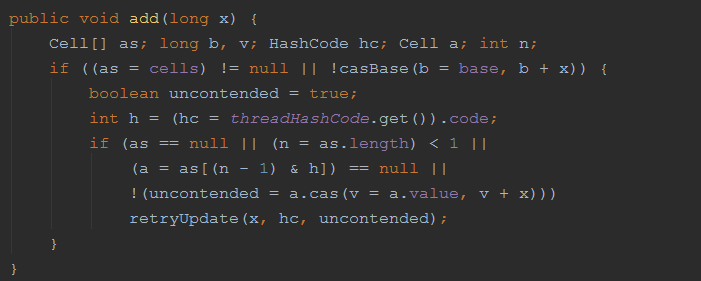 public void add(long x) {
    Cell[] as; long b, v; HashCode hc; Cell a; int n;
    if ((as = cells) != null || !casBase(b = base, b + x)) {
        boolean uncontended = true;
        int h = (hc = threadHashCode.get()).code;
        if (as == null || (n = as.length) < 1 ||
            (a = as[(n - 1) & h]) == null ||
            !(uncontended = a.cas(v = a.value, v + x)))
            retryUpdate(x, hc, uncontended);
    }
}